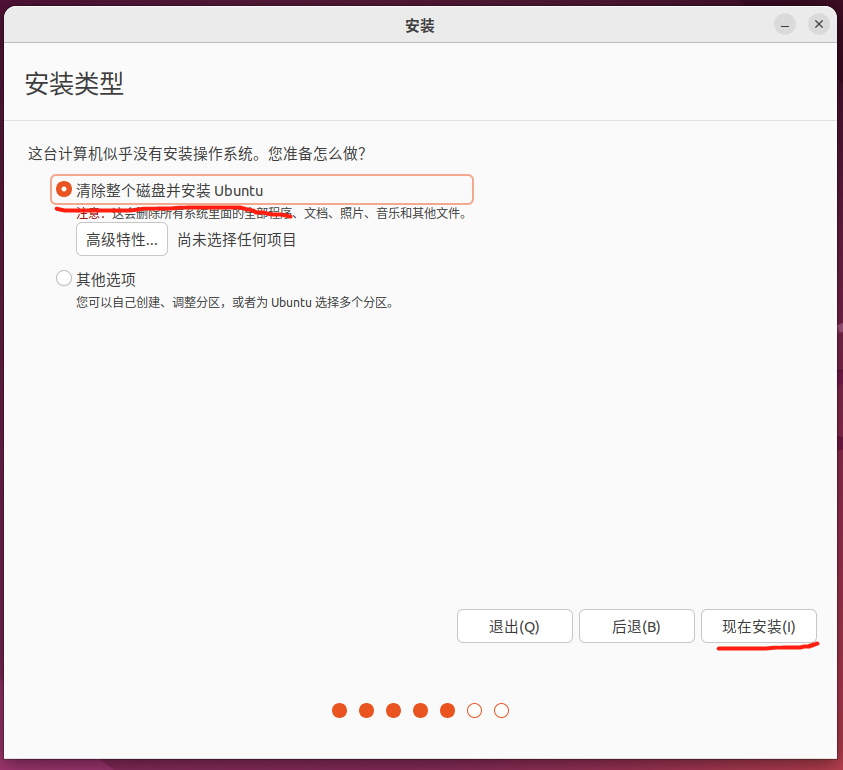 安装
安装类型
这台计算机似乎没有安装操作系统。您准备怎么做？
清除整个磁盘并安装 Ubuntu
注意：这会删除所有系统里面的全部程序、文档、照片、音乐和其他文件。
高级特性... 尚未选择任何项目
其他选项
您可以自己创建、调整分区，或者为 Ubuntu 选择多个分区。
退出(Q) 后退(B) 现在安装(I)